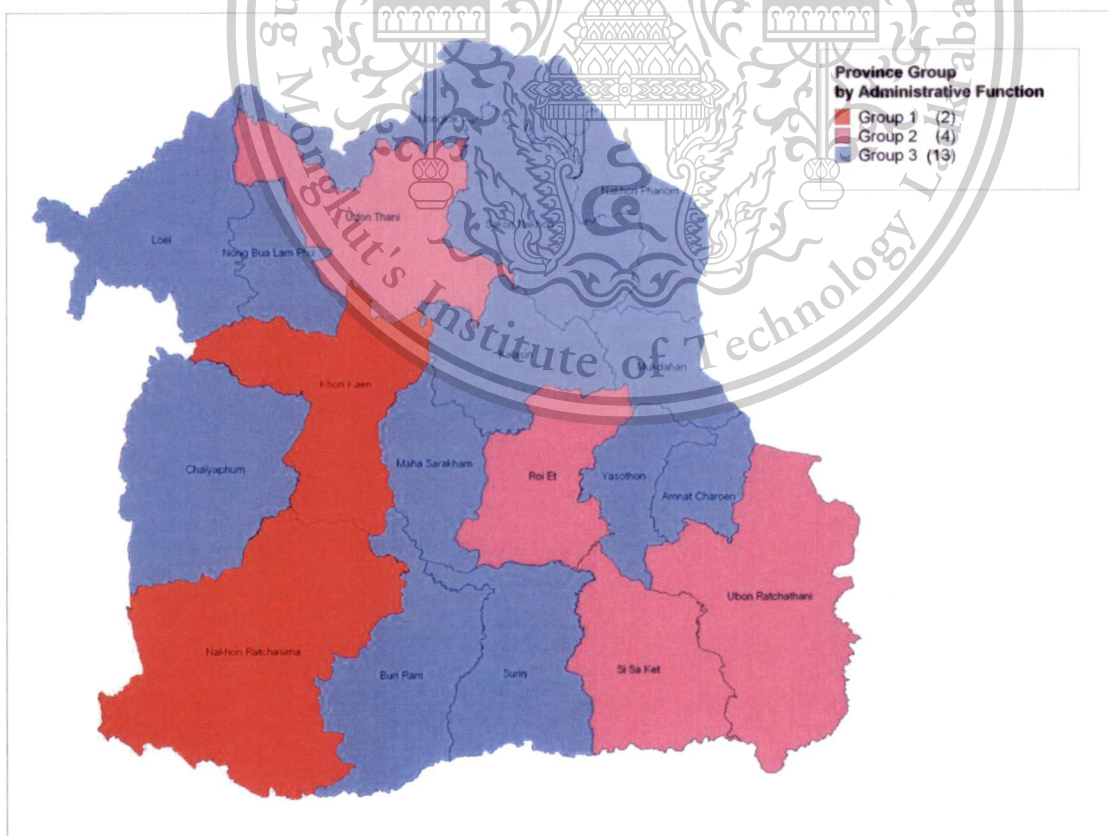 Province Group
by Administrative Function
Group 1 (2)
Group 2 (4)
Group 3 (13)
Nakhon Phanom
Udon Thani
Loei
Nong Bua Lam Phu
Kalasin
Mukdahan
Khon Kaen
Maha Sarakham
Chaiyaphum
Roi Et
Yasothon
Amnat Charoen
Ubon Ratchathani
Nakhon Ratchasima
Buri Ram
Surin
Si Sa Ket
Mongkut's Institute of Technology